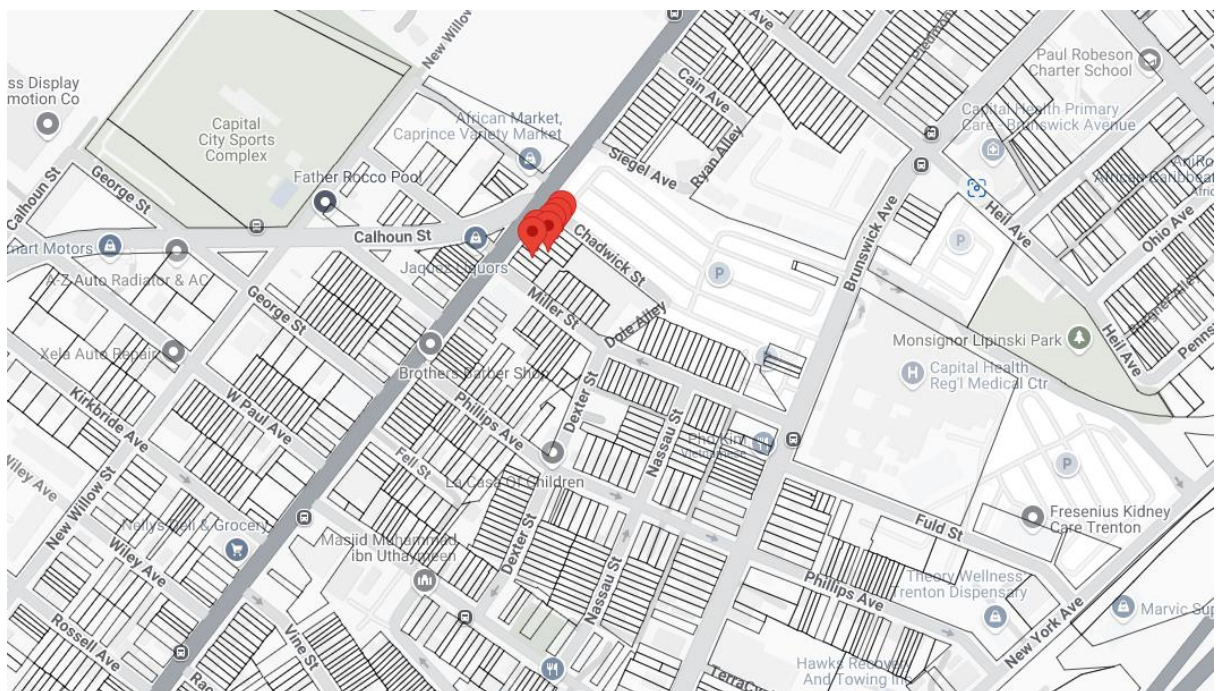 New Willow
ss Display
motion Co
Capital
City Sports
Complex
African Market,
Caprince Variety Market
Father Rocco Pool
George St
Calhoun St
Calhoun St
mart Motors
A-Z Auto Radiator & AC
Jaquez Liquors
Cain Ave
Ryan Alley
Siegel Ave
Chadwick St
P
Brunswick Ave
Paul Robeson
Charter School
Capital Health Primary
Care - Brunswick Avenue
Heil Ave
Ohio Ave
P
Monsignor Lipinski Park
Heil Ave
Capital Health
Reg'l Medical Ctr
H
P
George St
Xela Auto Repair
Miller St
Dole Alley
Brothers Barber Shop
Kirkbride Ave
W Paul Ave
Phillips Ave
Dexter St
Nassau St
Fell St
La Casa Of Children
Wiley Ave
New Willow St
Nellys Deli & Grocery
Wiley Ave
Masjid Muhammad
ibn Uthaymeen
Dexter St
Nassau St
Rossell Ave
Vine St
Fuld St
Fresenius Kidney
Care Trenton
Phillips Ave
Theory Wellness
Trenton Dispensary
New York Ave
Marvic Sup
Hawks Recovery
And Towing Inc